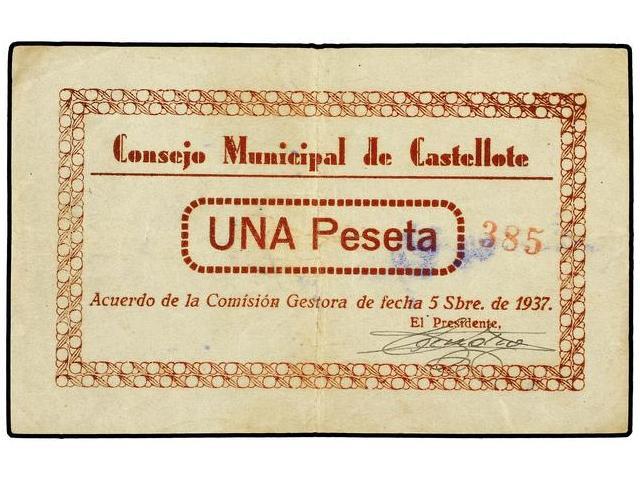 Consejo Municipal de Castellote
UNA Peseta 385
Acuerdo de la Comisión Gestora de fecha 5 Sbre. de 1937.
El Presidente,